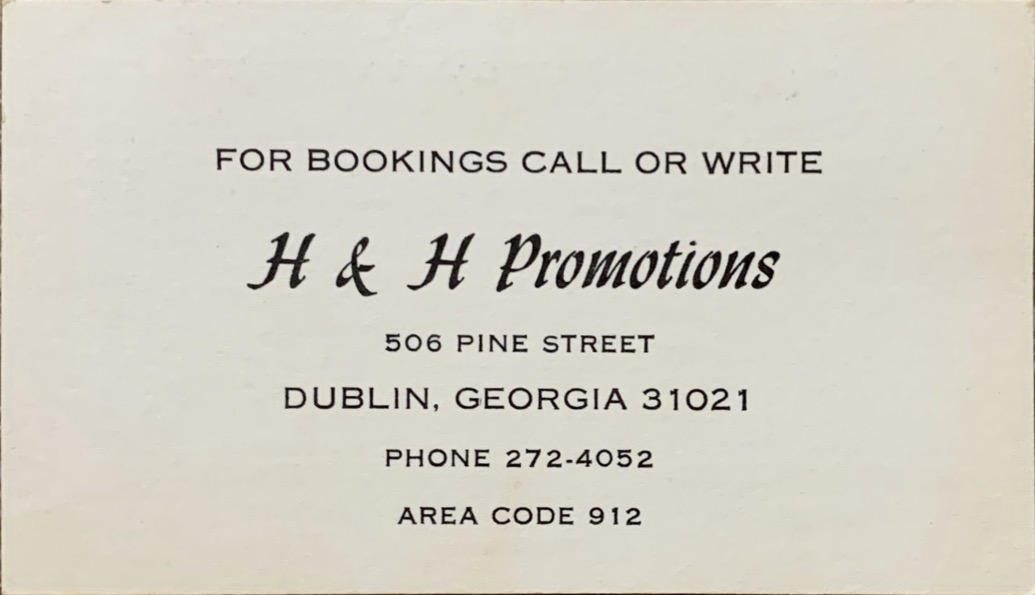 FOR BOOKINGS CALL OR WRITE
H & H Promotions
506 PINE STREET
DUBLIN, GEORGIA 31021
PHONE 272-4052
AREA CODE 912